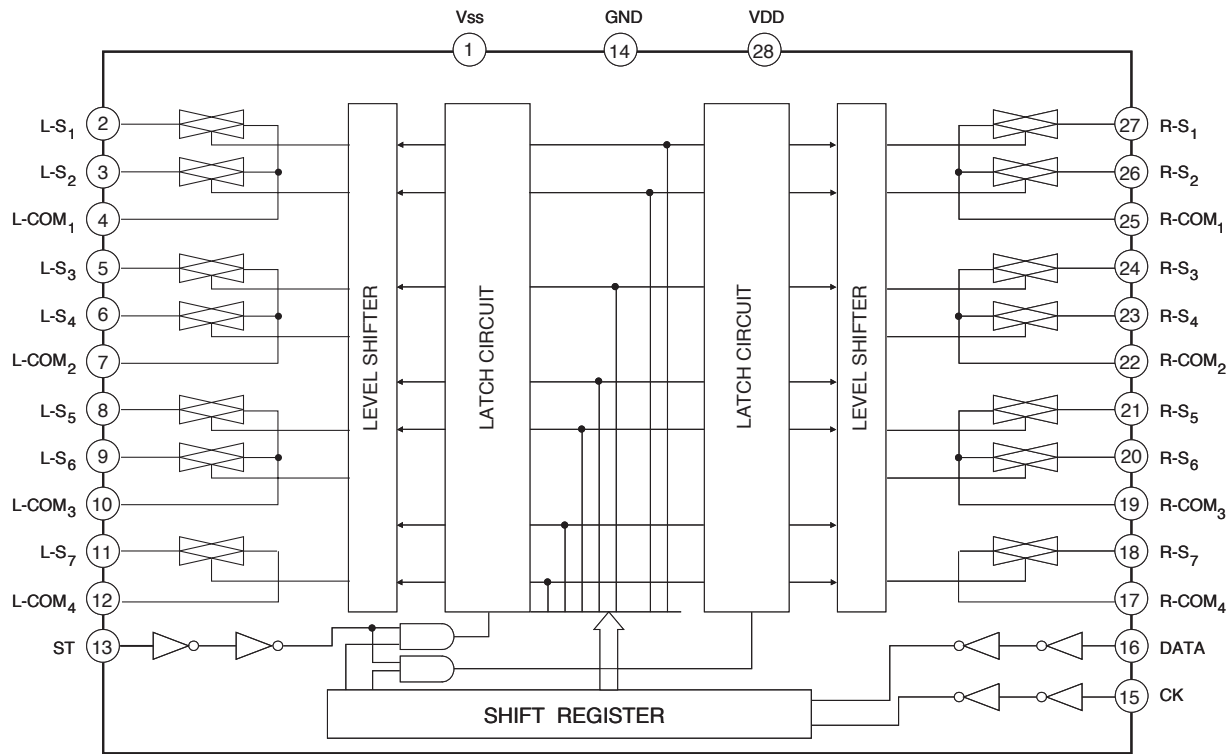 Vss GND VDD
1 14 28
L-S1 2 27 R-S1
L-S2 3 26 R-S2
L-COM1 4 25 R-COM1
L-S3 5 24 R-S3
L-S4 6 23 R-S4
L-COM2 7 22 R-COM2
L-S5 8 21 R-S5
L-S6 9 20 R-S6
L-COM3 10 19 R-COM3
L-S7 11 18 R-S7
L-COM4 12 17 R-COM4
ST 13 16 DATA
15 CK
LEVEL SHIFTER
LATCH CIRCUIT
LATCH CIRCUIT
LEVEL SHIFTER
SHIFT REGISTER